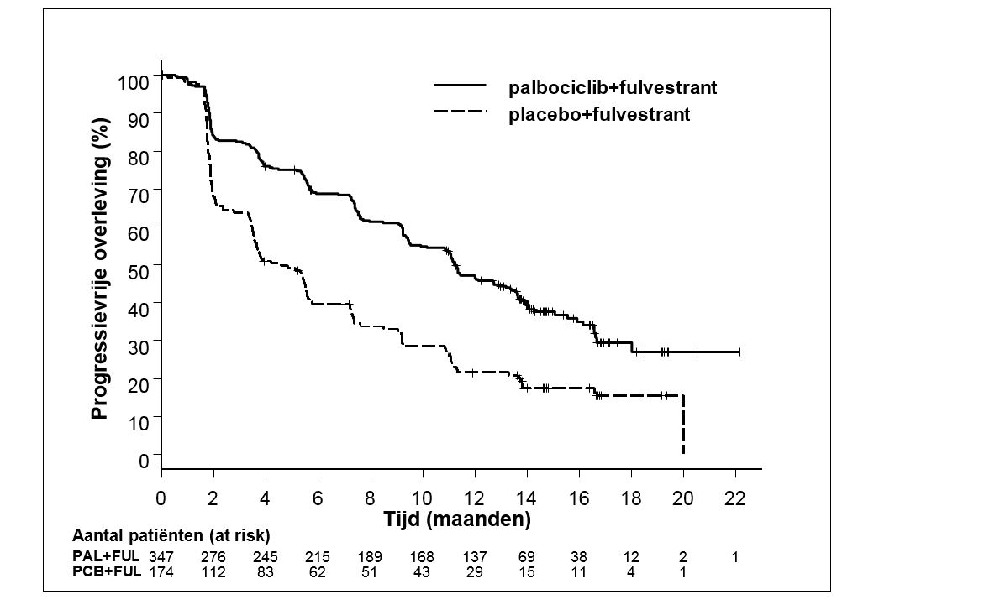 palbociclib+fulvestrant
placebo+fulvestrant
Progressievrije overleving (%)
100
90
80
70
60
50
40
30
20
10
0
0 2 4 6 8 10 12 14 16 18 20 22
Tijd (maanden)
Aantal patiënten (at risk)
PAL+FUL 347 276 245 215 189 168 137 69 38 12 2 1
PCB+FUL 174 112 83 62 51 43 29 15 11 4 1